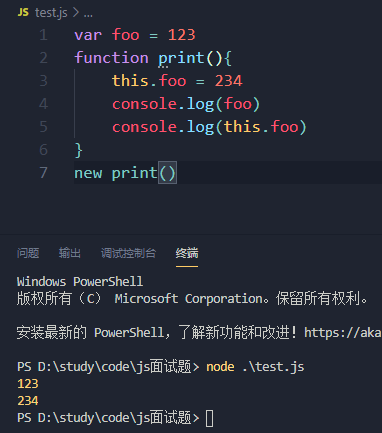 JS test.js > ...
1 var foo = 123
2 function print(){
3     this.foo = 234
4     console.log(foo)
5     console.log(this.foo)
6 }
7 new print()
问题 输出 调试控制台 终端
Windows PowerShell
版权所有 (C) Microsoft Corporation。保留所有权利。
安装最新的 PowerShell，了解新功能和改进！https://aka
PS D:\study\code\js面试题> node .\test.js
123
234
PS D:\study\code\js面试题>